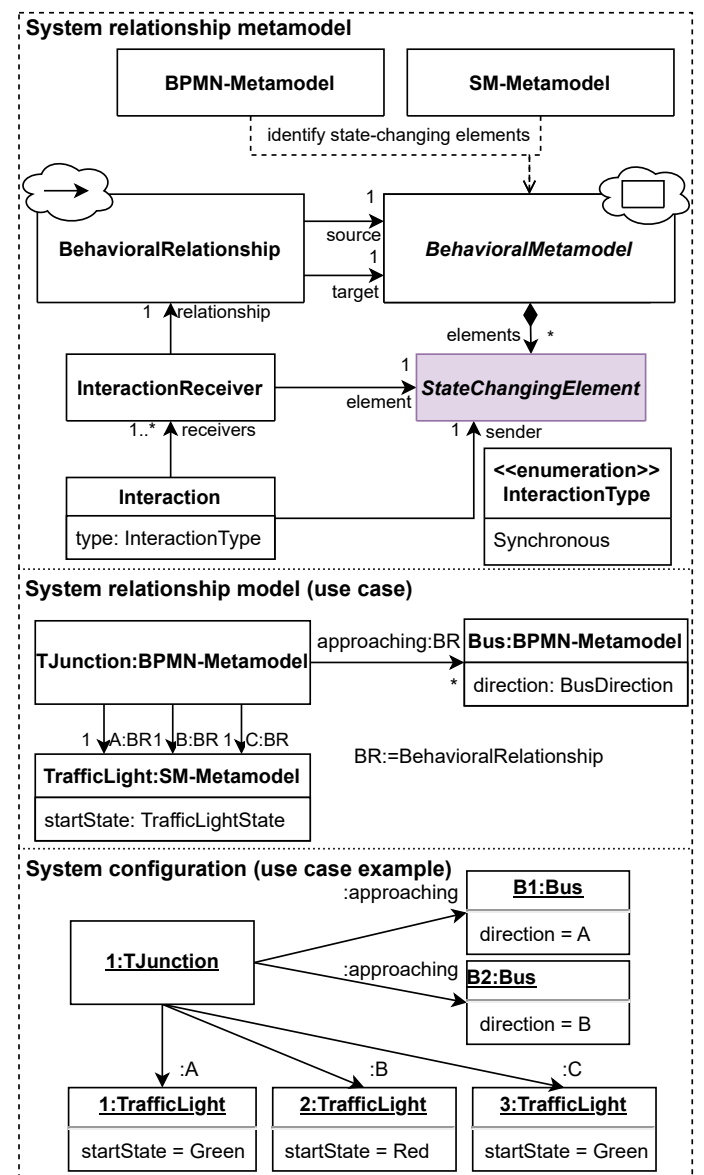 System relationship metamodel
BPMN-Metamodel
SM-Metamodel
identify state-changing elements
BehavioralRelationship
1
source
1
target
BehavioralMetamodel
1
relationship
elements
*
InteractionReceiver
1
element
StateChangingElement
1..*
receivers
1
sender
Interaction
type: InteractionType
<<enumeration>>
InteractionType
Synchronous
System relationship model (use case)
TJunction:BPMN-Metamodel
approaching:BR
*
Bus:BPMN-Metamodel
direction: BusDirection
1
A:BR
1
B:BR
1
C:BR
BR:=BehavioralRelationship
TrafficLight:SM-Metamodel
startState: TrafficLightState
System configuration (use case example)
:approaching
B1:Bus
direction = A
1:TJunction
:approaching
B2:Bus
direction = B
:A
:B
:C
1:TrafficLight
startState = Green
2:TrafficLight
startState = Red
3:TrafficLight
startState = Green